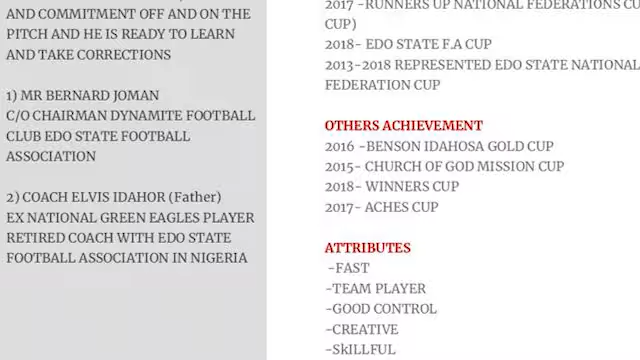 AND COMMITMENT OFF AND ON THE
PITCH AND HE IS READY TO LEARN
AND TAKE CORRECTIONS
1) MR BERNARD JOMAN
C/O CHAIRMAN DYNAMITE FOOTBALL
CLUB EDO STATE FOOTBALL
ASSOCIATION
2) COACH ELVIS IDAHOR (Father)
EX NATIONAL GREEN EAGLES PLAYER
RETIRED COACH WITH EDO STATE
FOOTBALL ASSOCIATION IN NIGERIA
2017 -RUNNERS UP NATIONAL FEDERATIONS CU
CUP)
2018- EDO STATE F.A CUP
2013-2018 REPRESENTED EDO STATE NATIONAL
FEDERATION CUP
OTHERS ACHIEVEMENT
2016 -BENSON IDAHOSA GOLD CUP
2015- CHURCH OF GOD MISSION CUP
2018- WINNERS CUP
2017- ACHES CUP
ATTRIBUTES
-FAST
-TEAM PLAYER
-GOOD CONTROL
-CREATIVE
-SkILLFUL